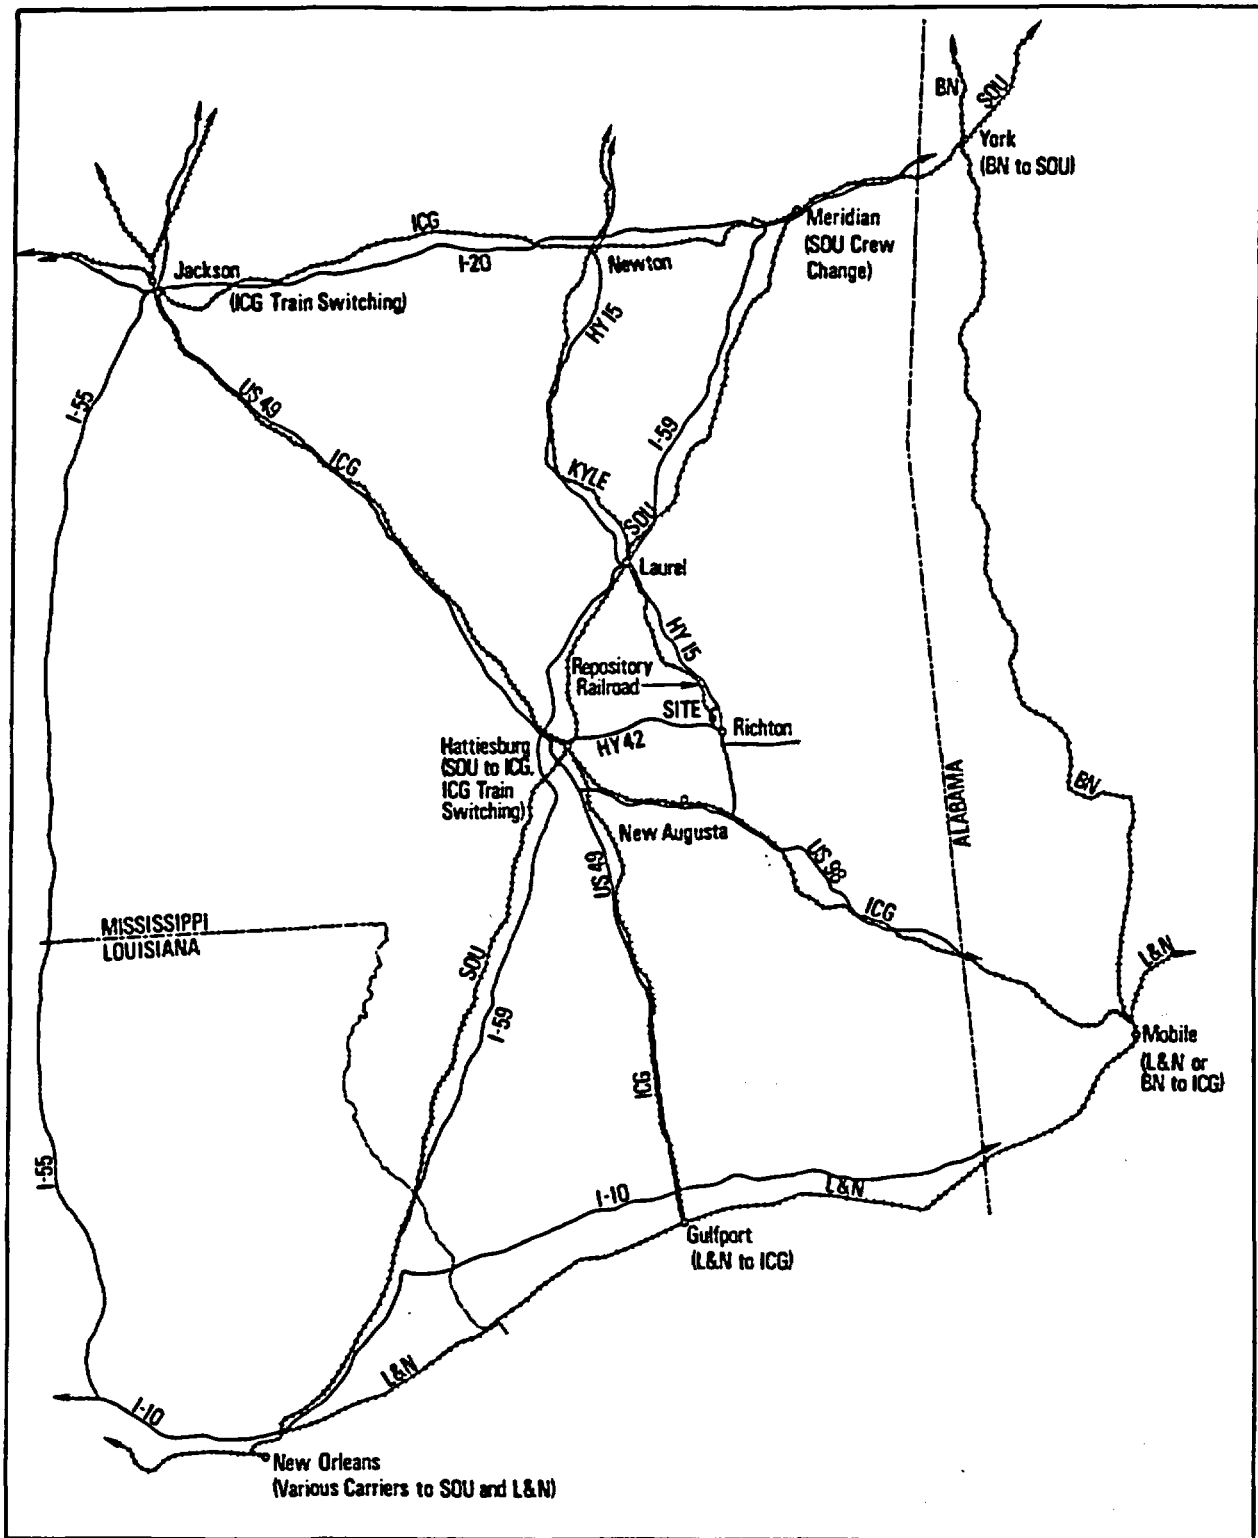 BN
SOU
York
(BN to SOU)
ICG
Meridian
(SOU Crew
Change)
I-20
Newton
Jackson
(ICG Train Switching)
HY 15
I-55
US 49
ICG
I-59
KYLE
SOU
Laurel
HY 15
Repository
Railroad
SITE
Richton
HY 42
Hattiesburg
(SOU to ICG,
ICG Train
Switching)
BN
ALABAMA
New Augusta
US 49
US 98
ICG
MISSISSIPPI
LOUISIANA
SOU
L&N
I-59
Mobile
(L&N or
BN to ICG)
ICG
I-55
I-10
L&N
Gulfport
(L&N to ICG)
L&N
I-10
New Orleans
(Various Carriers to SOU and L&N)